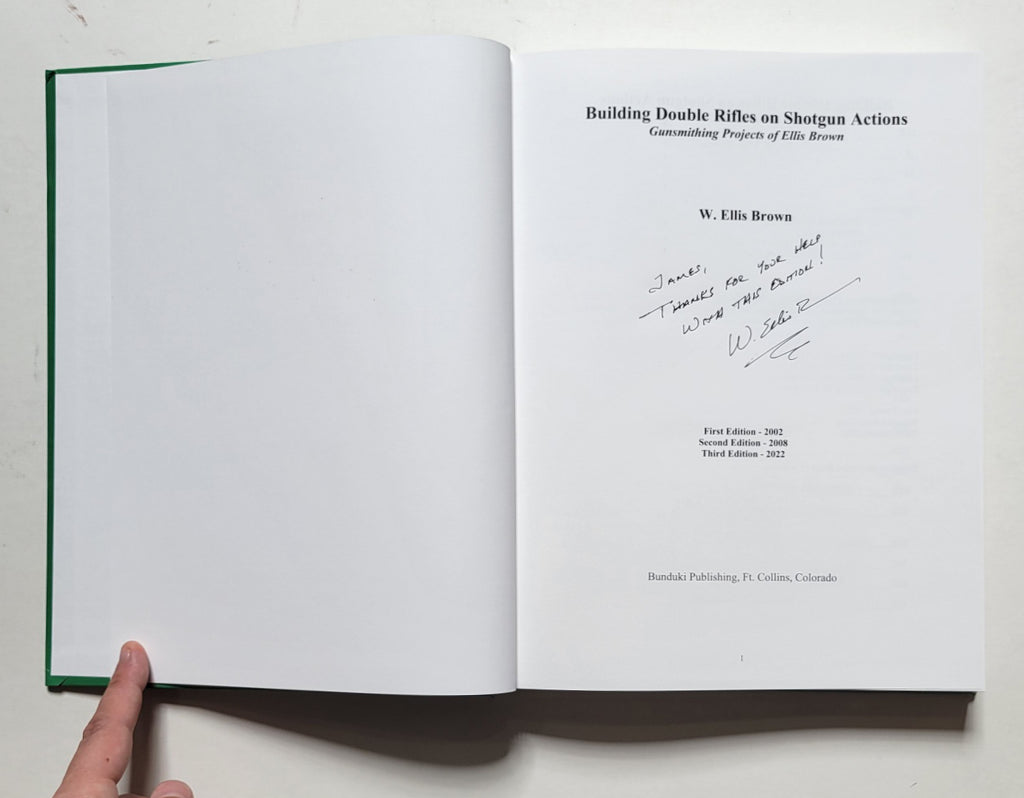 Building Double Rifles on Shotgun Actions
Gunsmithing Projects of Ellis Brown
W. Ellis Brown
JAMES,
THANKS FOR YOUR HELP
WITH THIS EDITION!
W. Ellis B
First Edition - 2002
Second Edition - 2008
Third Edition - 2022
Bunduki Publishing, Ft. Collins, Colorado
1